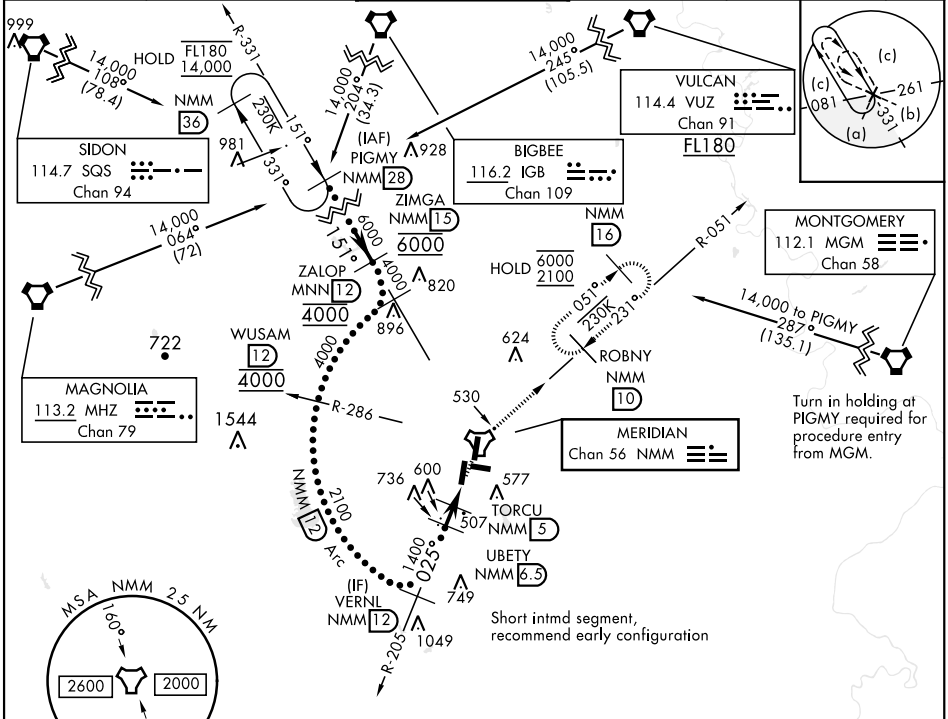 999
14,000
108°
(78.4)
HOLD
FL180
14,000
R-331
NMM
36
230K
151°
331°
981
14,000
204°
(34.3)
(IAF)
PIGMY
NMM 28
928
14,000
245°
(105.5)
VULCAN
114.4 VUZ
Chan 91
FL180
(c)
(c)
081
261
(b)
331
(a)
SIDON
114.7 SQS
Chan 94
BIGBEE
116.2 IGB
Chan 109
14,000
064°
(72)
ZIMGA
NMM 15
6000
6000
151°
4000
ZALOP
MNN 12
4000
820
896
NMM
16
HOLD
6000
2100
051°
230K
231°
R-051
MONTGOMERY
112.1 MGM
Chan 58
14,000 to PIGMY
287°
(135.1)
722
WUSAM
12
4000
4000
624
ROBNY
NMM
10
MAGNOLIA
113.2 MHZ
Chan 79
R-286
1544
530
MERIDIAN
Chan 56 NMM
Turn in holding at
PIGMY required for
procedure entry
from MGM.
736
600
577
507
TORCU
NMM 5
2100
NMM 12 Arc
1400
025°
UBETY
NMM 6.5
749
(IF)
VERNL
NMM 12
1049
R-205
Short intmd segment,
recommend early configuration
MSA NMM 25 NM
160°
2600
2000